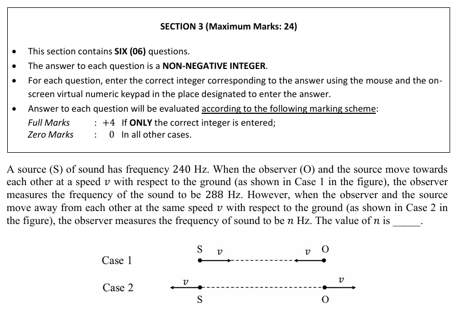 SECTION 3 (Maximum Marks: 24)
• This section contains SIX (06) questions.
• The answer to each question is a NON-NEGATIVE INTEGER.
• For each question, enter the correct integer corresponding to the answer using the mouse and the on-
screen virtual numeric keypad in the place designated to enter the answer.
• Answer to each question will be evaluated according to the following marking scheme:
Full Marks : +4 If ONLY the correct integer is entered;
Zero Marks : 0 In all other cases.
A source (S) of sound has frequency 240 Hz. When the observer (O) and the source move towards
each other at a speed v with respect to the ground (as shown in Case 1 in the figure), the observer
measures the frequency of the sound to be 288 Hz. However, when the observer and the source
move away from each other at the same speed v with respect to the ground (as shown in Case 2 in
the figure), the observer measures the frequency of sound to be n Hz. The value of n is _____.
S v v O
Case 1
Case 2 v v
S O